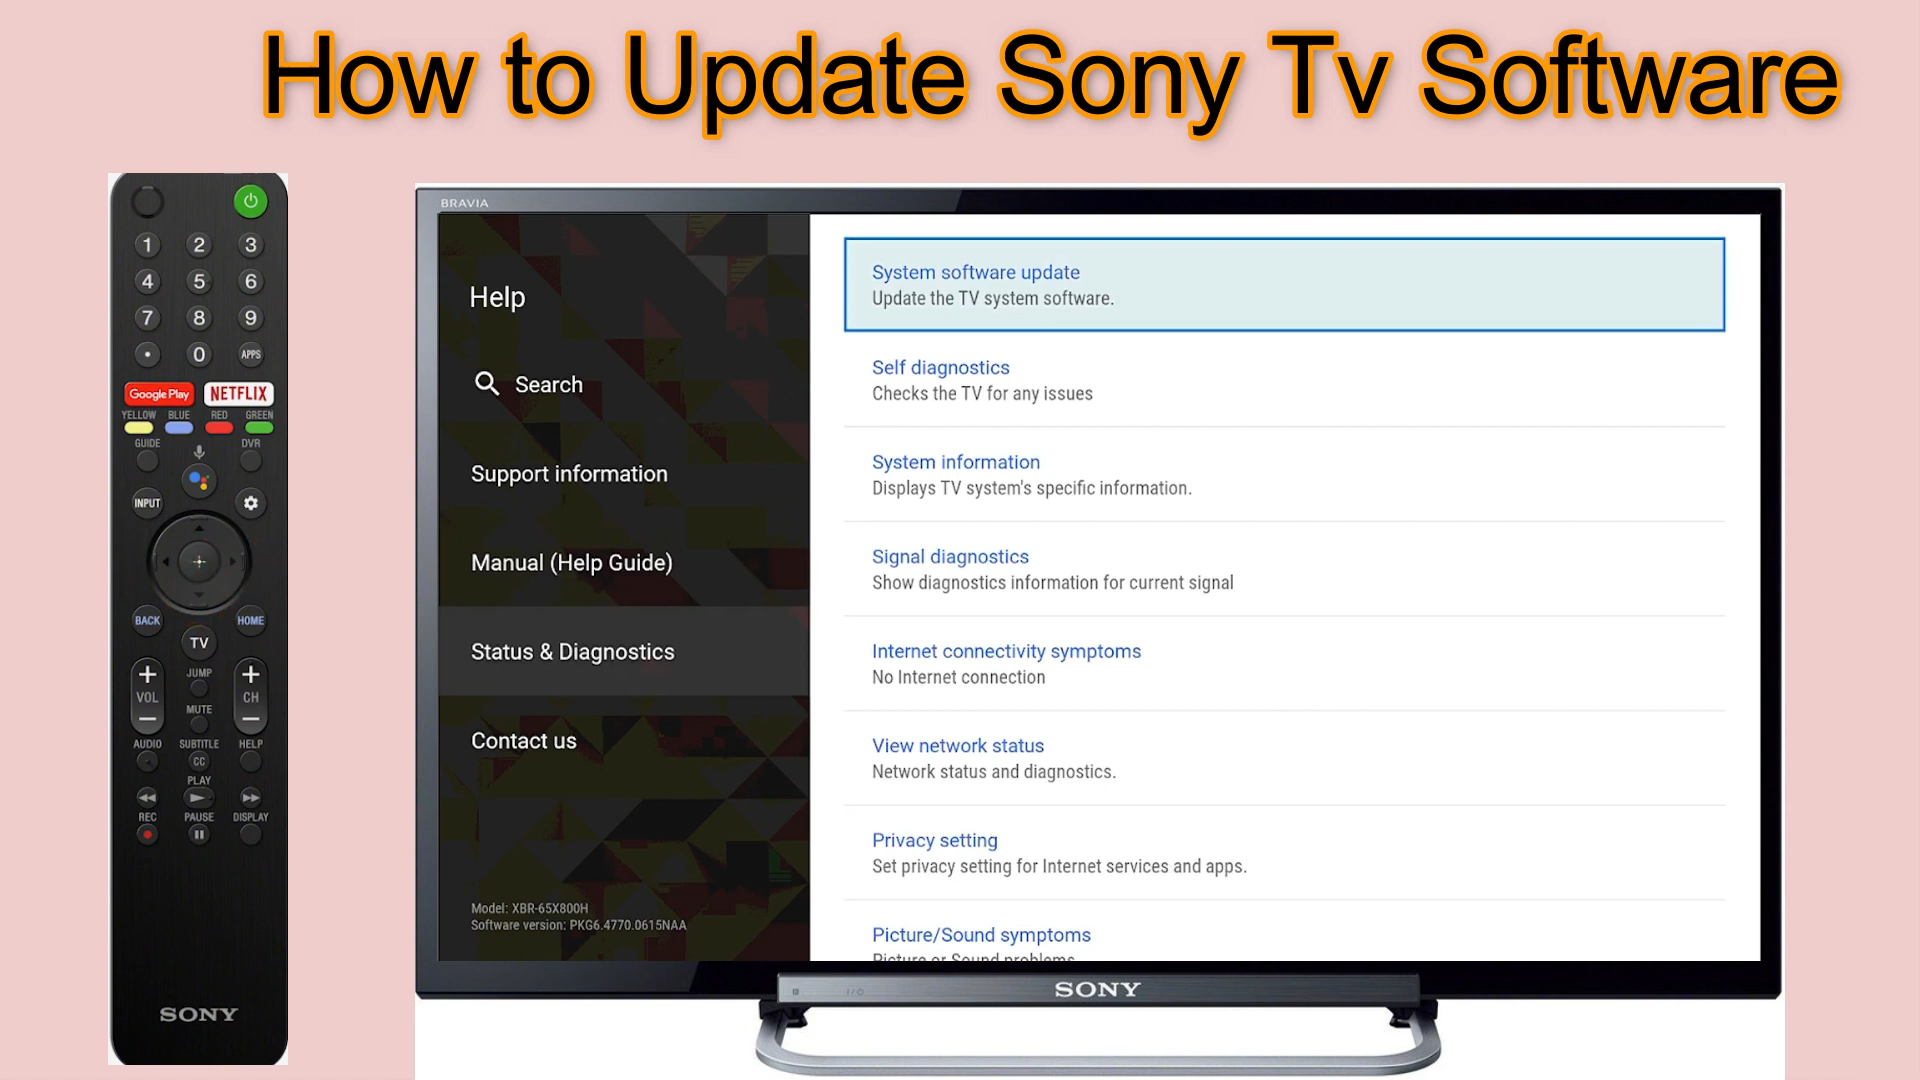 How to Update Sony Tv Software
1 2 3
4 5 6
7 8 9
0 APPS
Google Play NETFLIX
YELLOW BLUE RED GREEN
GUIDE DVR
INPUT
BACK HOME
TV
+ JUMP +
VOL CH
MUTE
AUDIO SUBTITLE HELP
CC
PLAY
REC PAUSE DISPLAY
SONY
BRAVIA
Help
Search
Support information
Manual (Help Guide)
Status & Diagnostics
Contact us
Model: XBR-65X800H
Software version: PKG6.4770.0615NAA
System software update
Update the TV system software.
Self diagnostics
Checks the TV for any issues
System information
Displays TV system's specific information.
Signal diagnostics
Show diagnostics information for current signal
Internet connectivity symptoms
No Internet connection
View network status
Network status and diagnostics.
Privacy setting
Set privacy setting for Internet services and apps.
Picture/Sound symptoms
Picture or Sound problems
SONY